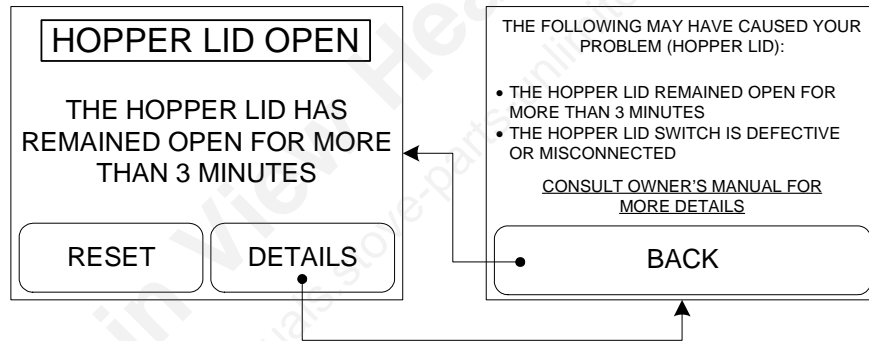 HOPPER LID OPEN
THE HOPPER LID HAS
REMAINED OPEN FOR MORE
THAN 3 MINUTES
RESET
DETAILS
THE FOLLOWING MAY HAVE CAUSED YOUR
PROBLEM (HOPPER LID):
• THE HOPPER LID REMAINED OPEN FOR
MORE THAN 3 MINUTES
• THE HOPPER LID SWITCH IS DEFECTIVE
OR MISCONNECTED
CONSULT OWNER'S MANUAL FOR
MORE DETAILS
BACK